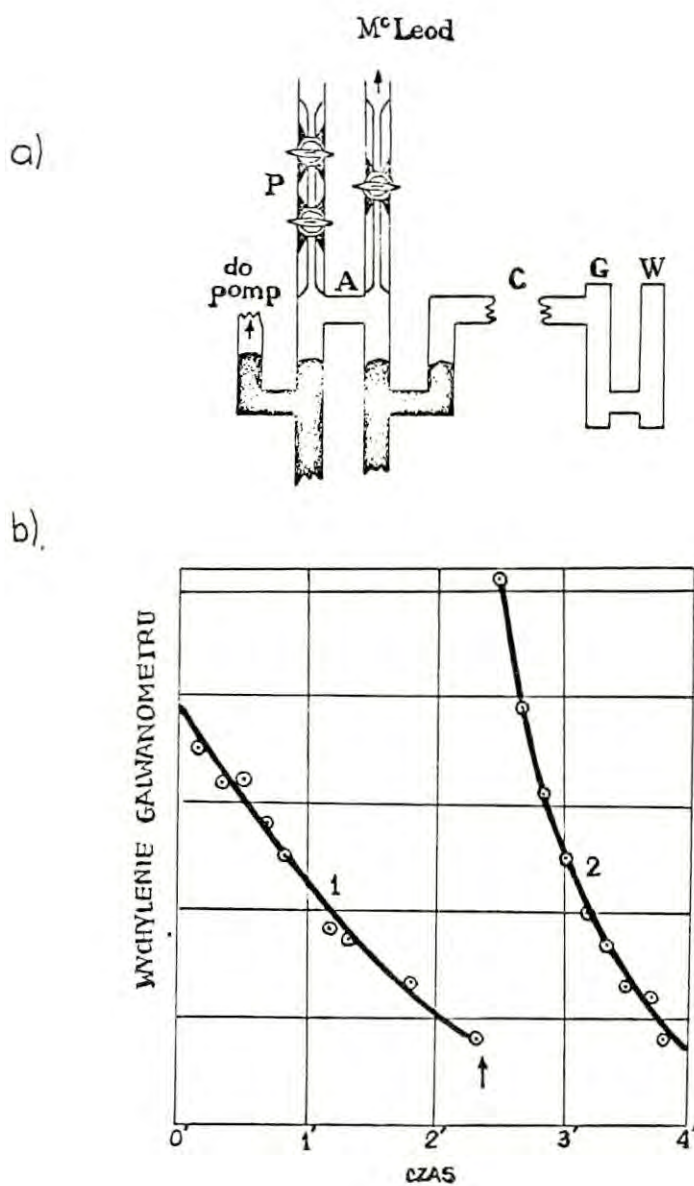 McLeod
a)
P
do
pomp
A
C
G
W
b).
WYCHYLENIE GALWANOMETRU
1
2
0'
1'
2'
3'
4'
CZAS